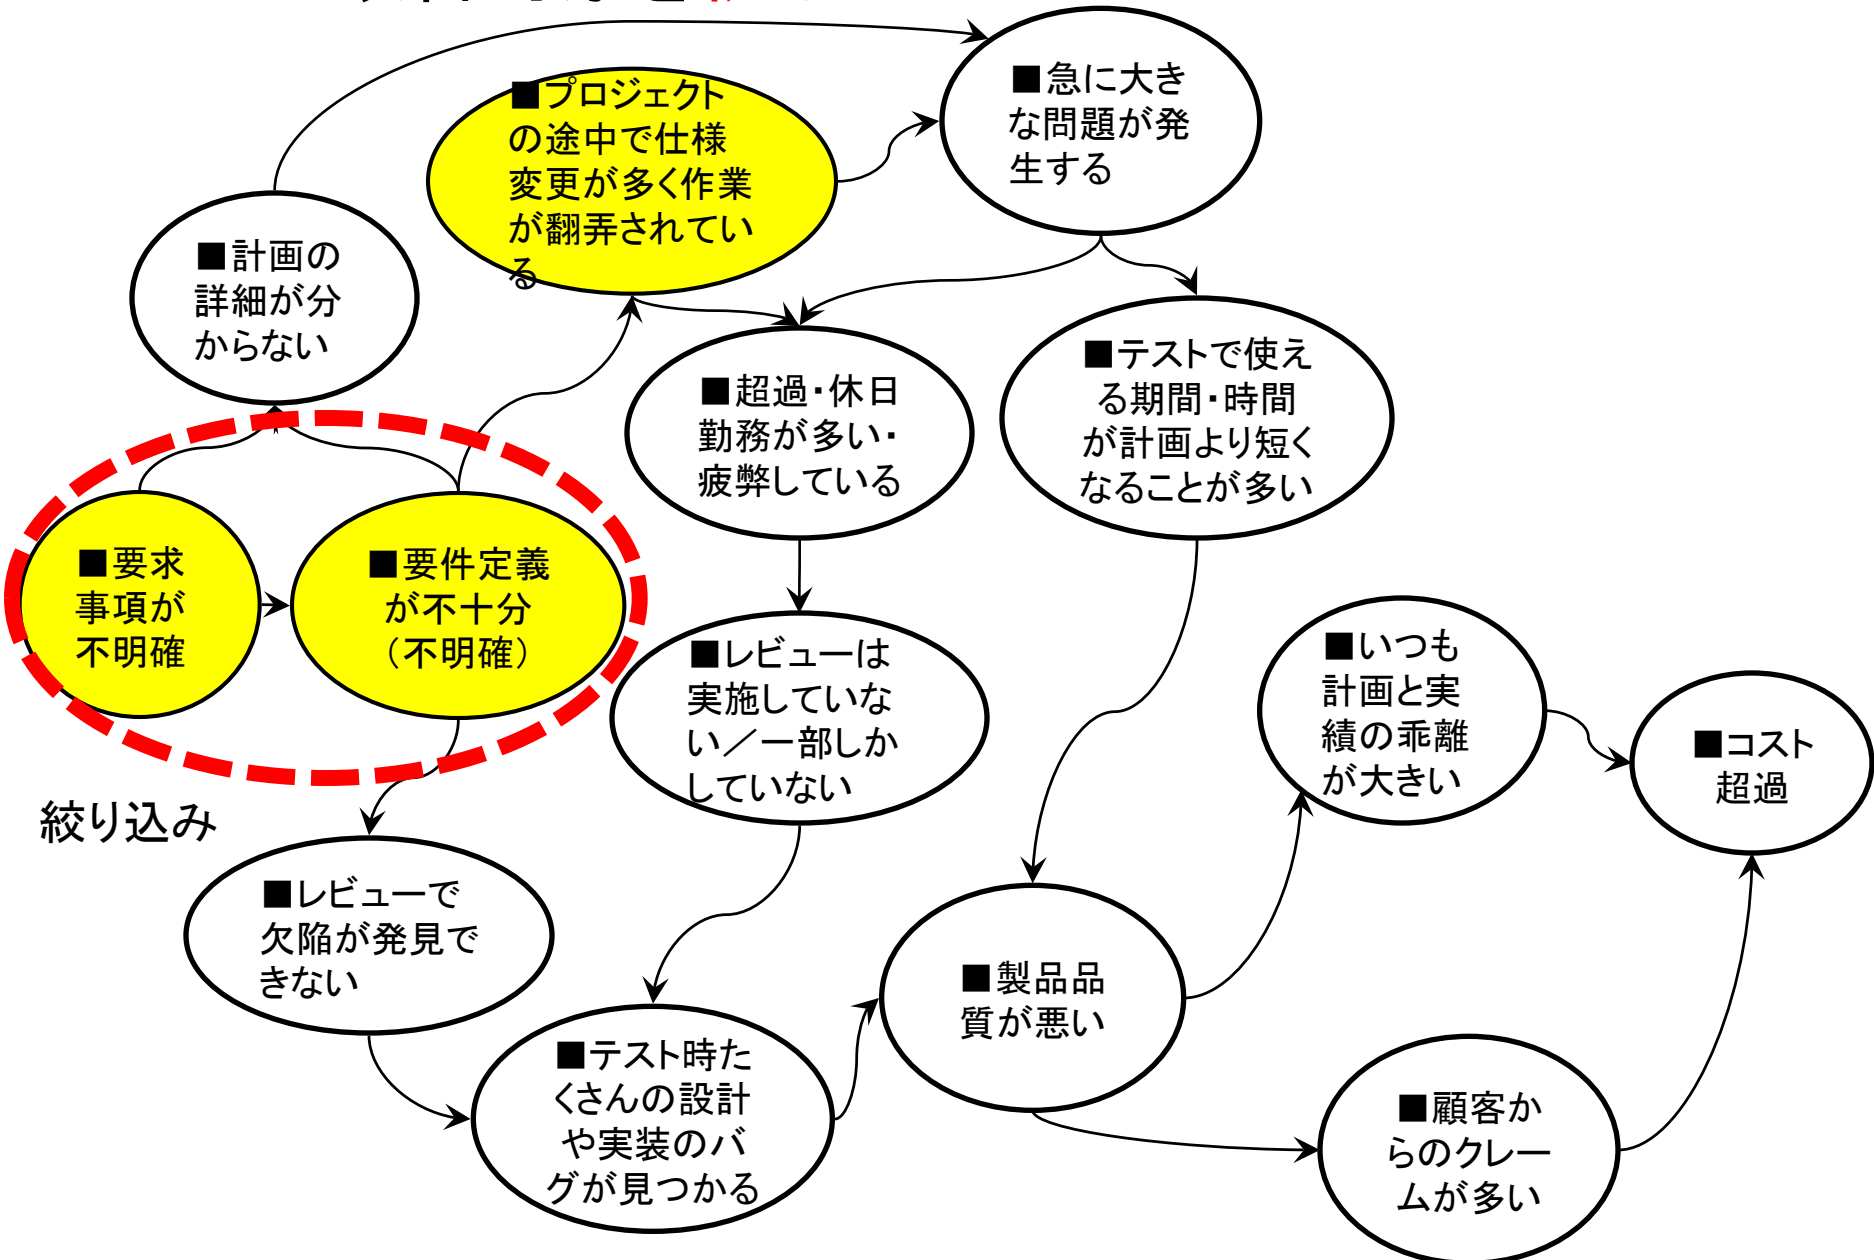 ■急に大き
な問題が発
生する
■プロジェクト
の途中で仕様
変更が多く作業
が翻弄されてい
る
■計画の
詳細が分
からない
■超過・休日
勤務が多い・
疲弊している
■テストで使え
る期間・時間
が計画より短く
なることが多い
■要求
事項が
不明確
■要件定義
が不十分
（不明確）
■レビューは
実施していな
い／一部しか
していない
■いつも
計画と実
績の乖離
が大きい
■コスト
超過
絞り込み
■レビューで
欠陥が発見で
きない
■製品品
質が悪い
■テスト時た
くさんの設計
や実装のバ
グが見つかる
■顧客か
らのクレー
ムが多い